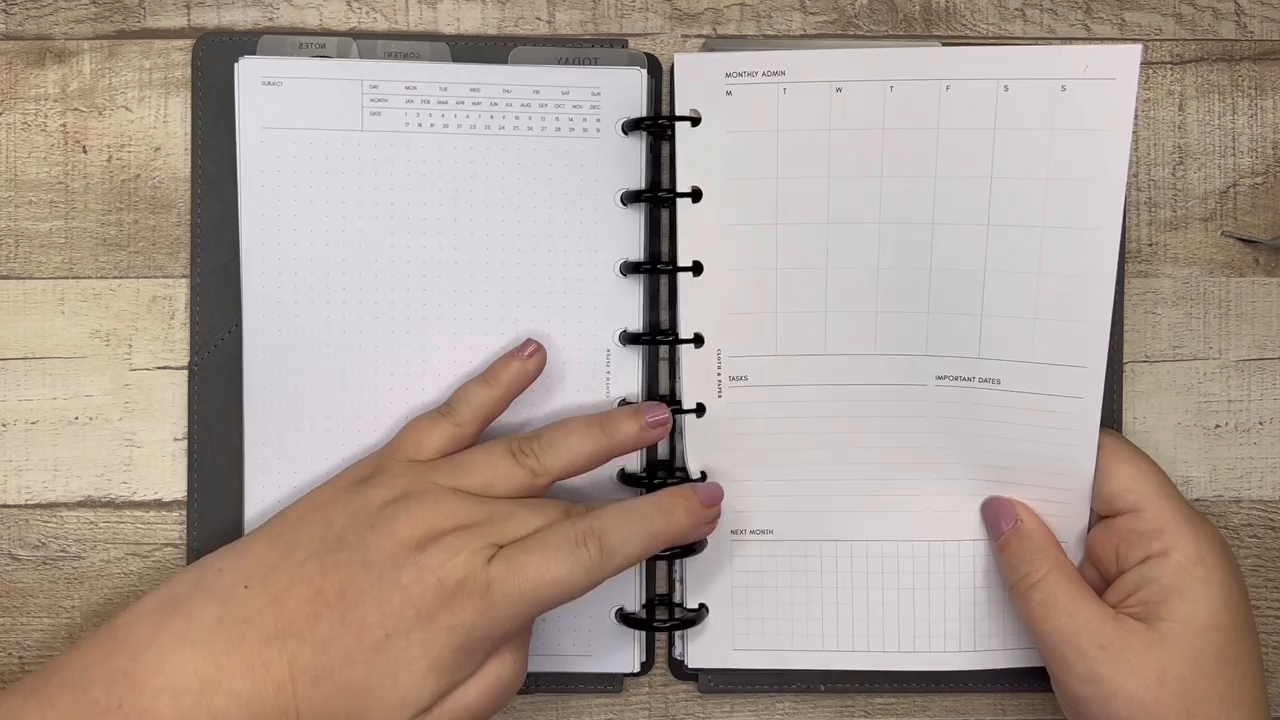 NOTES CONTENT TODAY
SUBJECT
DAY MON TUE WED THU FRI SAT SUN
MONTH JAN FEB MAR APR MAY JUN JUL AUG SEP OCT NOV DEC
DATE 1 2 3 4 5 6 7 8 9 10 11 12 13 14 15 16
17 18 19 20 21 22 23 24 25 26 27 28 29 30 31
CLOTH & PAPER
MONTHLY ADMIN /
M T W T F S S
CLOTH & PAPER
TASKS IMPORTANT DATES
NEXT MONTH